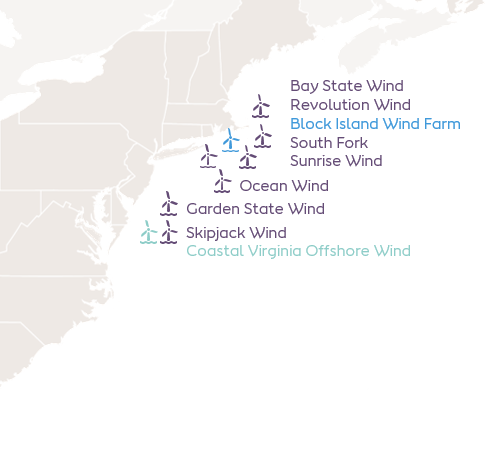 Bay State Wind
Revolution Wind
Block Island Wind Farm
South Fork
Sunrise Wind
Ocean Wind
Garden State Wind
Skipjack Wind
Coastal Virginia Offshore Wind